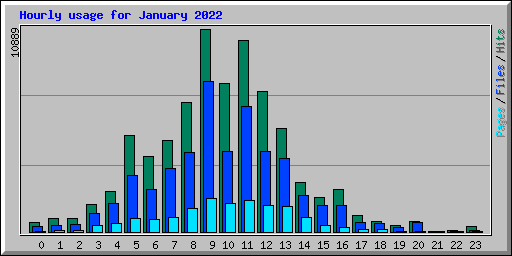 Hourly usage for January 2022
10889
Pages/Files/Hits
0 1 2 3 4 5 6 7 8 9 10 11 12 13 14 15 16 17 18 19 20 21 22 23